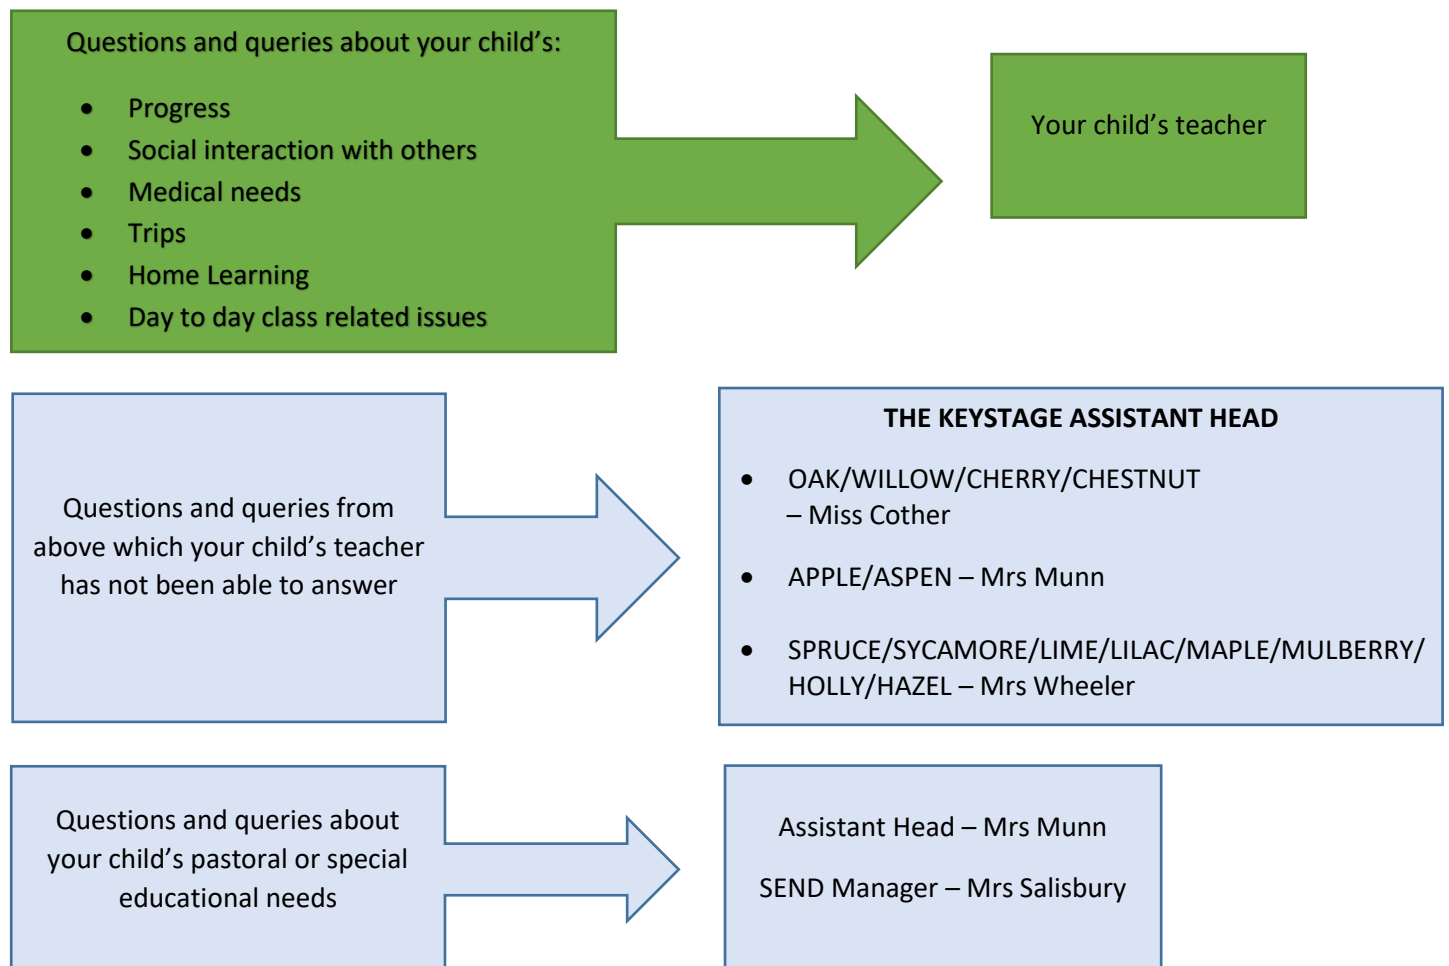 Questions and queries about your child’s:
• Progress
• Social interaction with others
• Medical needs
• Trips
• Home Learning
• Day to day class related issues
Your child’s teacher
Questions and queries from
above which your child’s teacher
has not been able to answer
THE KEYSTAGE ASSISTANT HEAD
• OAK/WILLOW/CHERRY/CHESTNUT
– Miss Cother
• APPLE/ASPEN – Mrs Munn
• SPRUCE/SYCAMORE/LIME/LILAC/MAPLE/MULBERRY/
HOLLY/HAZEL – Mrs Wheeler
Questions and queries about
your child’s pastoral or special
educational needs
Assistant Head – Mrs Munn
SEND Manager – Mrs Salisbury